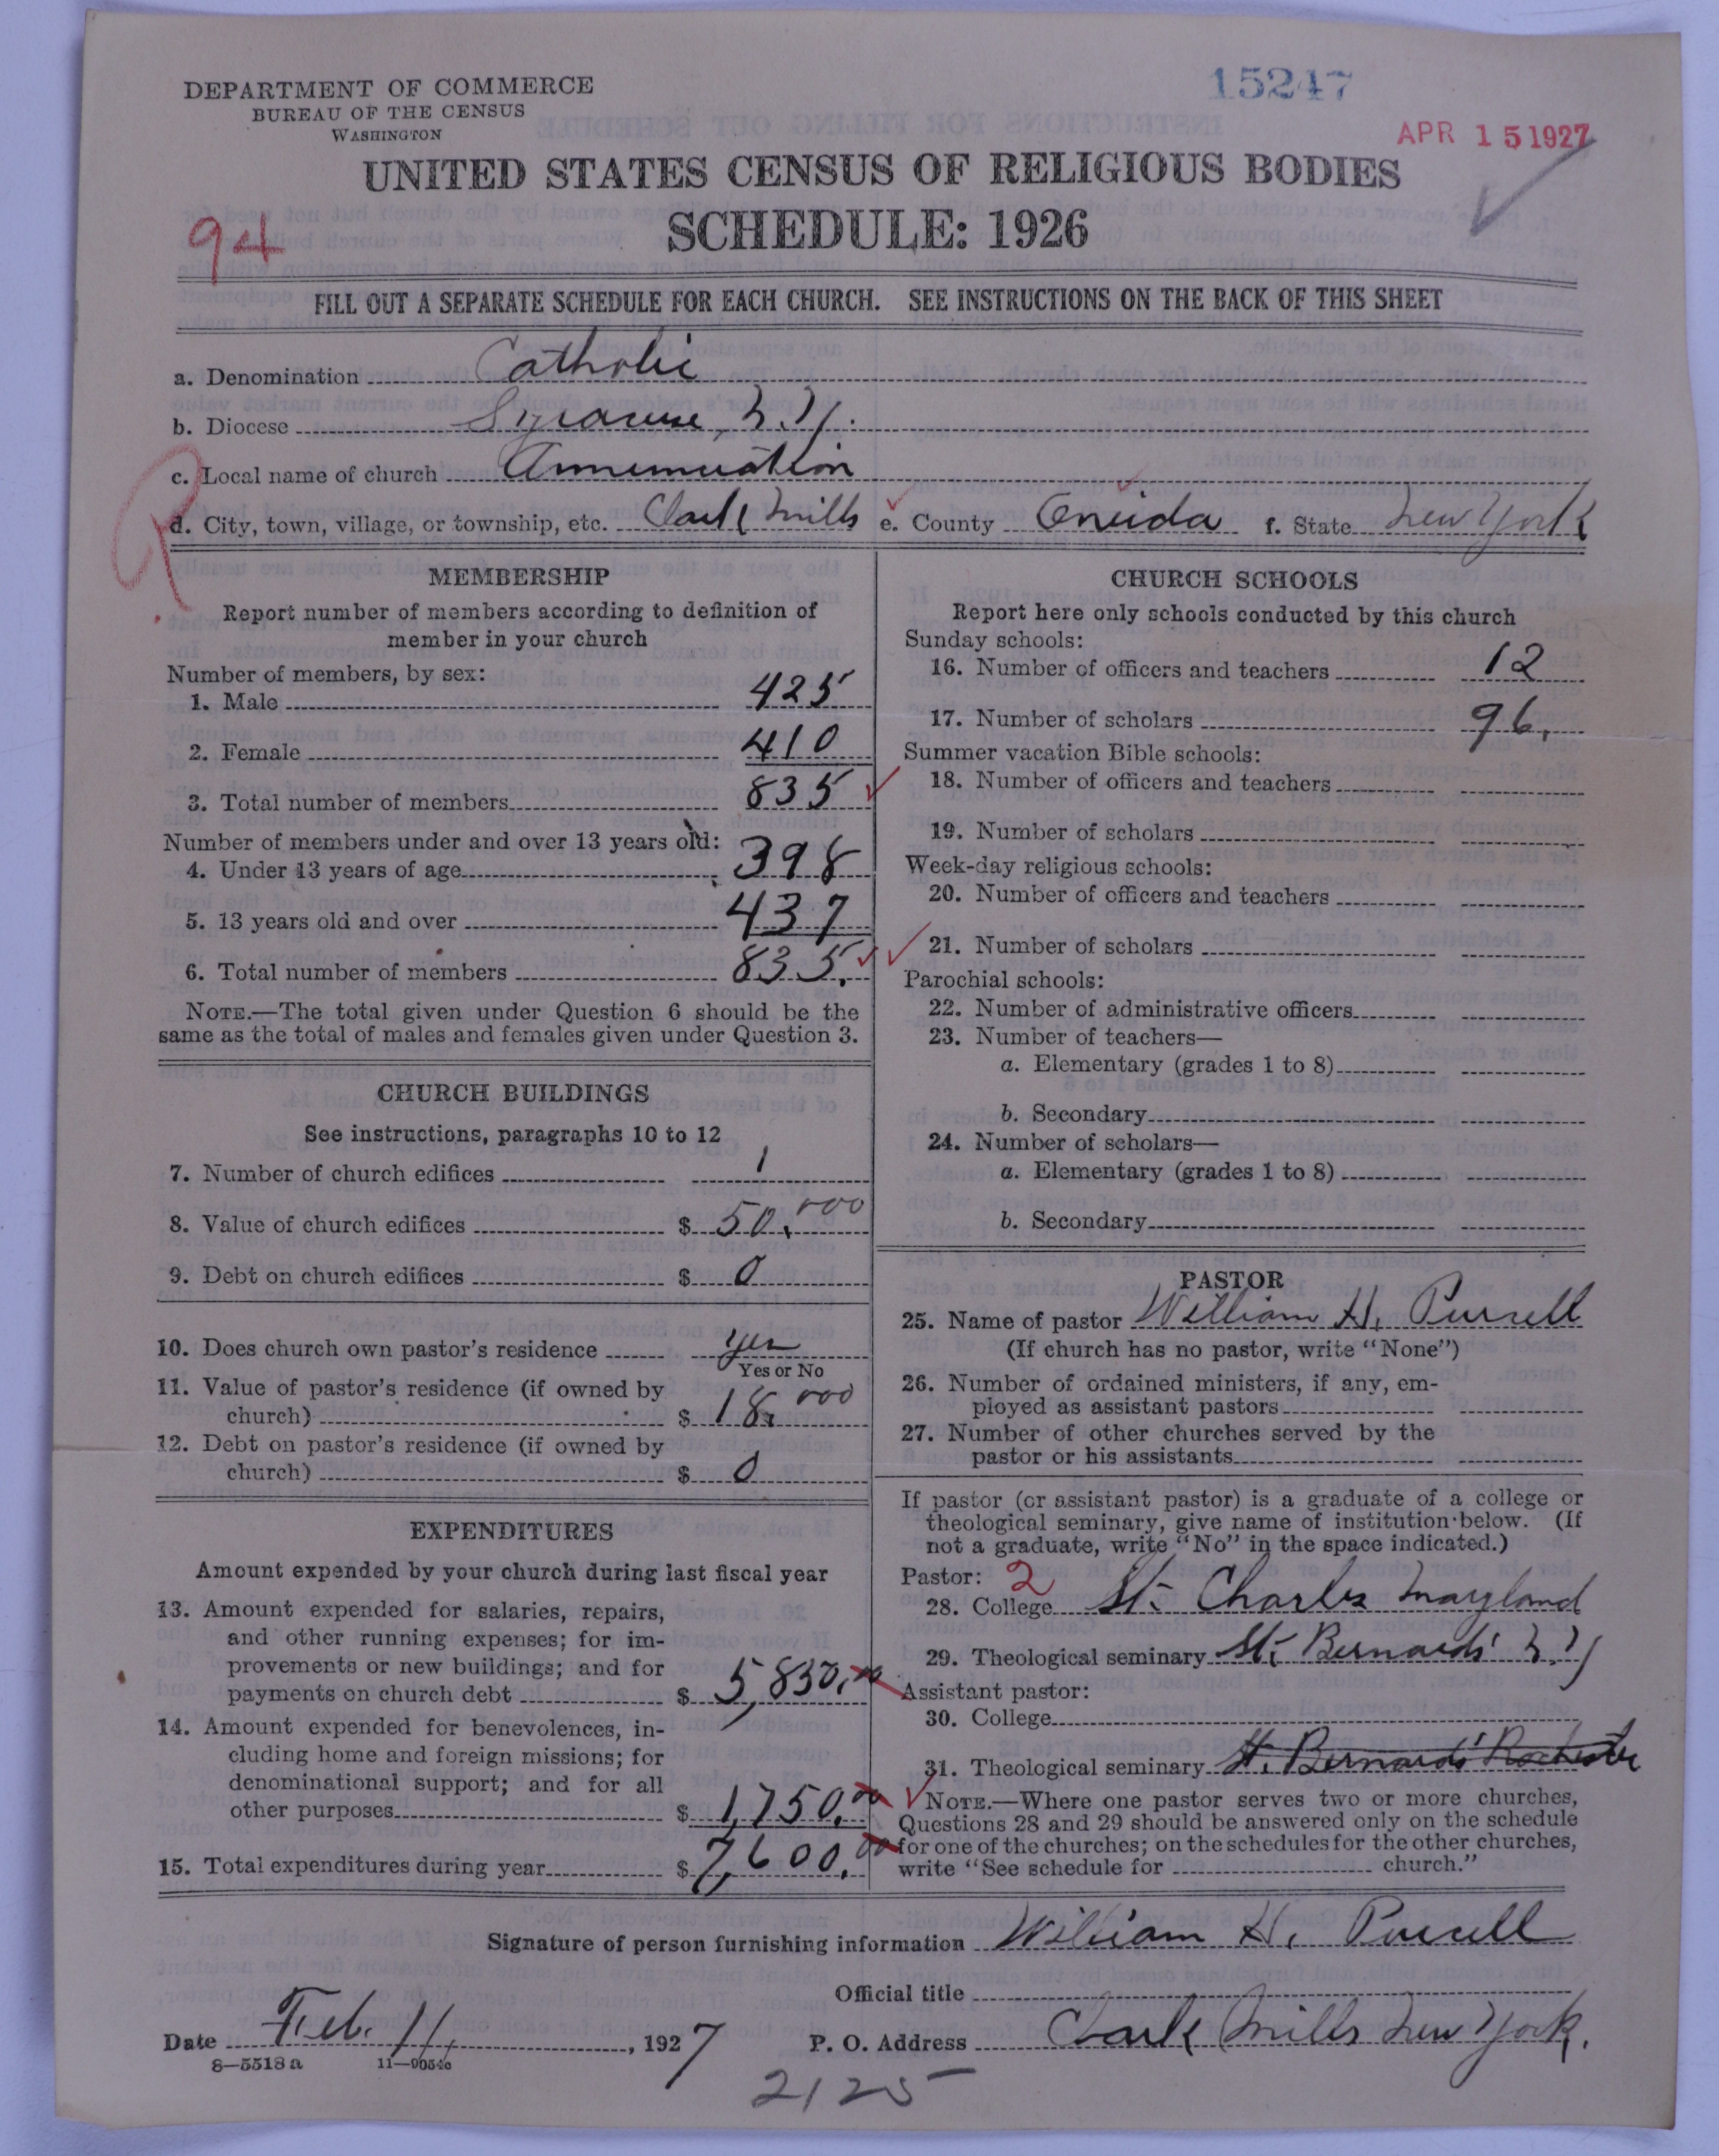 DEPARTMENT OF COMMERCE
BUREAU OF THE CENSUS
WASHINGTON
15247
APR 15 1927
UNITED STATES CENSUS OF RELIGIOUS BODIES
SCHEDULE: 1926
94
FILL OUT A SEPARATE SCHEDULE FOR EACH CHURCH. SEE INSTRUCTIONS ON THE BACK OF THIS SHEET
a. Denomination Catholic
b. Diocese Syracuse, N.Y.
c. Local name of church Annunciation
d. City, town, village, or township, etc. Clark Mills e. County Oneida f. State New York
MEMBERSHIP
Report number of members according to definition of
member in your church
Number of members, by sex:
1. Male 425
2. Female 410
3. Total number of members 835
Number of members under and over 13 years old:
4. Under 13 years of age 398
5. 13 years old and over 437
6. Total number of members 835.
NOTE.—The total given under Question 6 should be the
same as the total of males and females given under Question 3.
CHURCH BUILDINGS
See instructions, paragraphs 10 to 12
7. Number of church edifices 1
8. Value of church edifices $ 50,000
9. Debt on church edifices $ 0
10. Does church own pastor's residence yes
Yes or No
11. Value of pastor's residence (if owned by
church) $ 18,000
12. Debt on pastor's residence (if owned by
church) $ 0
EXPENDITURES
Amount expended by your church during last fiscal year
13. Amount expended for salaries, repairs,
and other running expenses; for im-
provements or new buildings; and for
payments on church debt $ 5,850.00
14. Amount expended for benevolences, in-
cluding home and foreign missions; for
denominational support; and for all
other purposes $ 1,750.00
15. Total expenditures during year $ 7,600.00
CHURCH SCHOOLS
Report here only schools conducted by this church
Sunday schools:
16. Number of officers and teachers 12
17. Number of scholars 96.
Summer vacation Bible schools:
18. Number of officers and teachers
19. Number of scholars
Week-day religious schools:
20. Number of officers and teachers
21. Number of scholars
Parochial schools:
22. Number of administrative officers
23. Number of teachers—
a. Elementary (grades 1 to 8)
b. Secondary
24. Number of scholars—
a. Elementary (grades 1 to 8)
b. Secondary
PASTOR
25. Name of pastor William H. Purcell
(If church has no pastor, write "None")
26. Number of ordained ministers, if any, em-
ployed as assistant pastors
27. Number of other churches served by the
pastor or his assistants
If pastor (or assistant pastor) is a graduate of a college or
theological seminary, give name of institution below. (If
not a graduate, write "No" in the space indicated.)
Pastor: 2
28. College St. Charles Maryland
29. Theological seminary St. Bernards' N.Y
Assistant pastor:
30. College
31. Theological seminary St. Bernards' Rochester
NOTE.—Where one pastor serves two or more churches,
Questions 28 and 29 should be answered only on the schedule
for one of the churches; on the schedules for the other churches,
write "See schedule for church."
Signature of person furnishing information William H. Purcell
Official title
Date Feb. 11, 1927 P. O. Address Clark Mills New York.
8—5518 a 11—9054c
2125